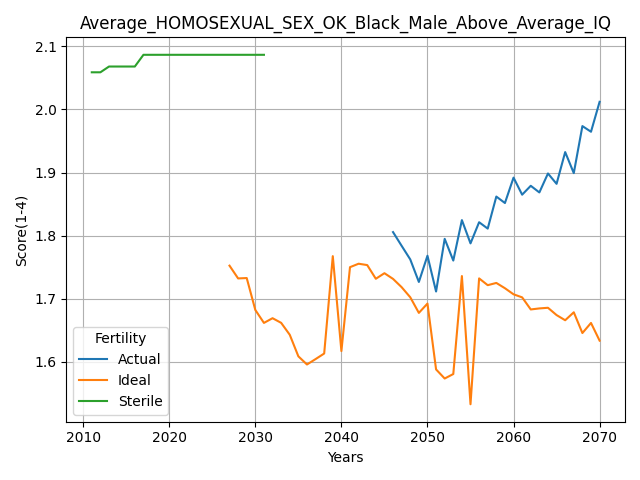 Average_HOMOSEXUAL_SEX_OK_Black_Male_Above_Average_IQ
Score(1-4)
2.1
2.0
1.9
1.8
1.7
1.6
Fertility
Actual
Ideal
Sterile
2010 2020 2030 2040 2050 2060 2070
Years